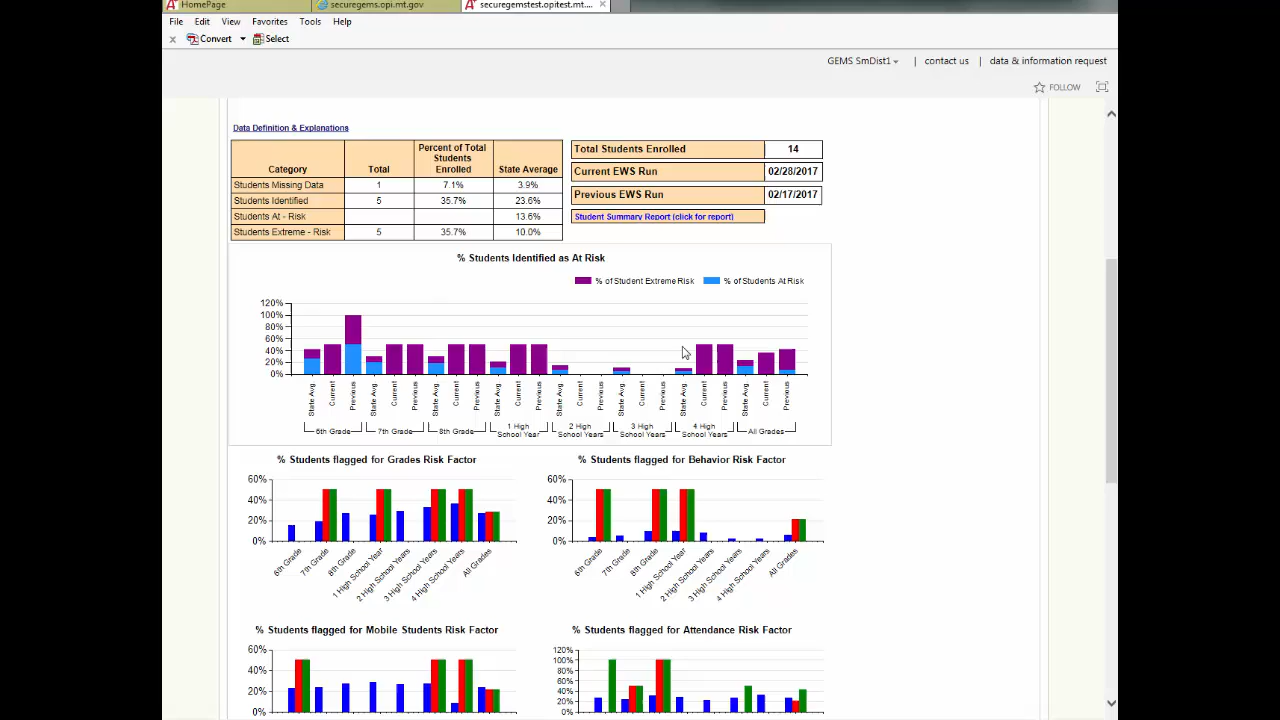 HomePage securegems.opi.mt.gov securegemstest.opitest.mt....
File Edit View Favorites Tools Help
Convert Select
GEMS SmDist1 | contact us | data & information request
FOLLOW
Data Definition & Explanations
Category Total Percent of Total Students Enrolled State Average
Students Missing Data 1 7.1% 3.9%
Students Identified 5 35.7% 23.6%
Students At - Risk 13.6%
Students Extreme - Risk 5 35.7% 10.0%
Total Students Enrolled 14
Current EWS Run 02/28/2017
Previous EWS Run 02/17/2017
Student Summary Report (click for report)
% Students Identified as At Risk
% of Student Extreme Risk % of Students At Risk
120%
100%
80%
60%
40%
20%
0%
State Avg. Current Previous State Avg. Current Previous State Avg. Current Previous State Avg. Current Previous State Avg. Current Previous State Avg. Current Previous State Avg. Current Previous State Avg. Current Previous
6th Grade 7th Grade 8th Grade 1 High School Year 2 High School Years 3 High School Years 4 High School Years All Grades
% Students flagged for Grades Risk Factor
60%
40%
20%
0%
6th Grade 7th Grade 8th Grade 1 High School Year 2 High School Years 3 High School Years 4 High School Years All Grades
% Students flagged for Behavior Risk Factor
60%
40%
20%
0%
6th Grade 7th Grade 8th Grade 1 High School Year 2 High School Years 3 High School Years 4 High School Years All Grades
% Students flagged for Mobile Students Risk Factor
60%
40%
20%
0%
% Students flagged for Attendance Risk Factor
120%
100%
80%
60%
40%
20%
0%